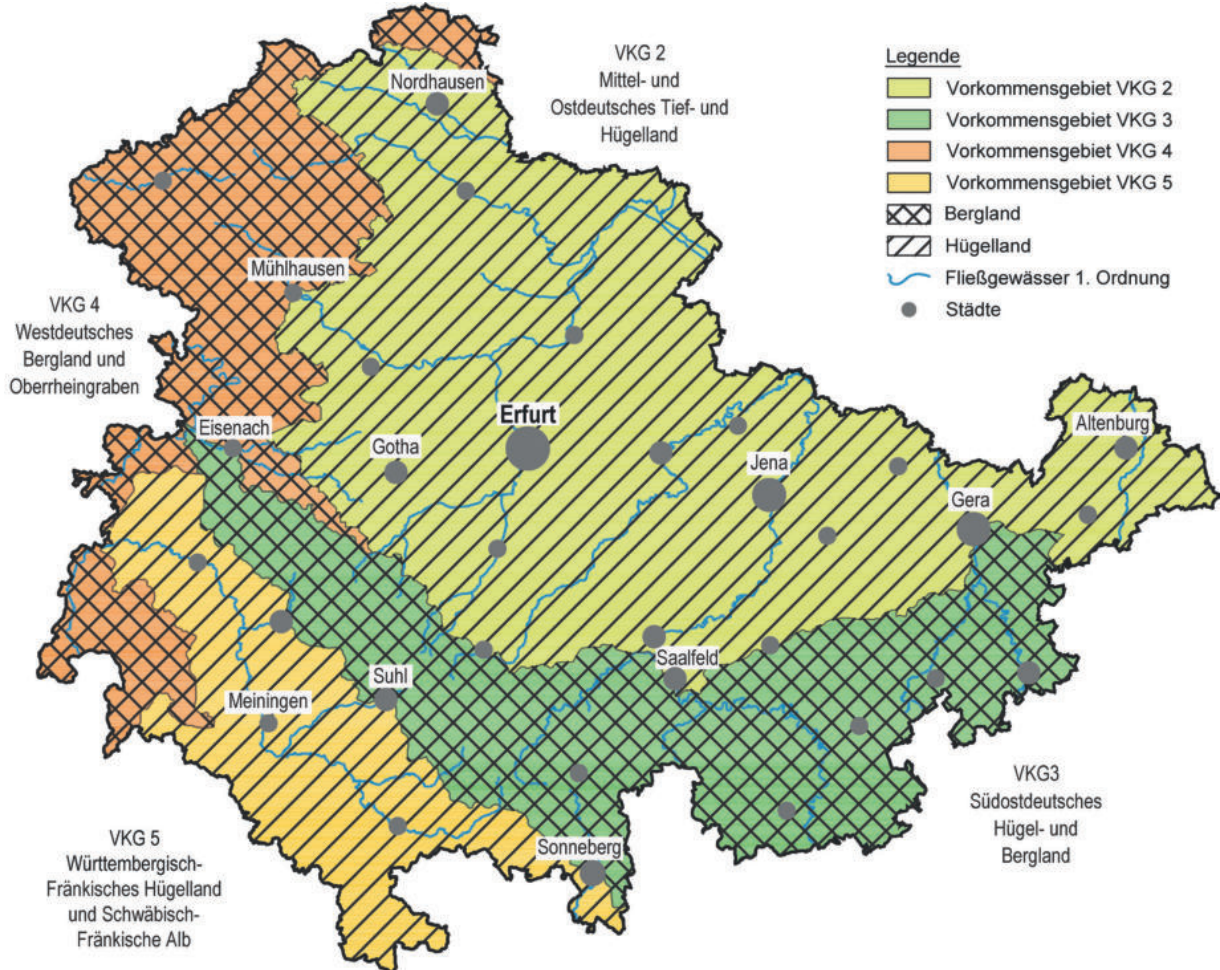 VKG 2
Mittel- und
Ostdeutsches Tief- und
Hügelland
Legende
Vorkommensgebiet VKG 2
Vorkommensgebiet VKG 3
Vorkommensgebiet VKG 4
Vorkommensgebiet VKG 5
Bergland
Hügelland
Fließgewässer 1. Ordnung
Städte
Nordhausen
Mühlhausen
VKG 4
Westdeutsches
Bergland und
Oberrheingraben
Eisenach
Gotha
Erfurt
Jena
Gera
Altenburg
Saalfeld
Suhl
Meiningen
Sonneberg
VKG3
Südostdeutsches
Hügel- und
Bergland
VKG 5
Württembergisch-
Fränkisches Hügelland
und Schwäbisch-
Fränkische Alb